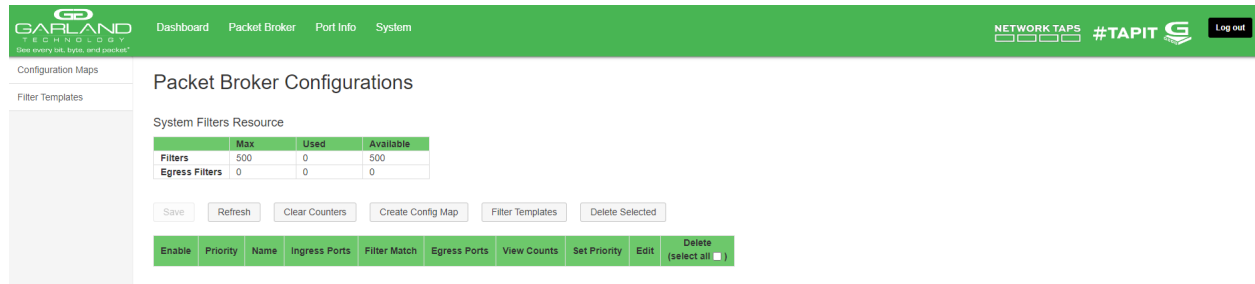 GARLAND
TECHNOLOGY
See every bit, byte, and packet®
Dashboard Packet Broker Port Info System
NETWORK TAPS
#TAPIT
Log out
Configuration Maps
Filter Templates
Packet Broker Configurations
System Filters Resource
Max Used Available
Filters 500 0 500
Egress Filters 0 0 0
Save Refresh Clear Counters Create Config Map Filter Templates Delete Selected
Enable Priority Name Ingress Ports Filter Match Egress Ports View Counts Set Priority Edit Delete
(select all )